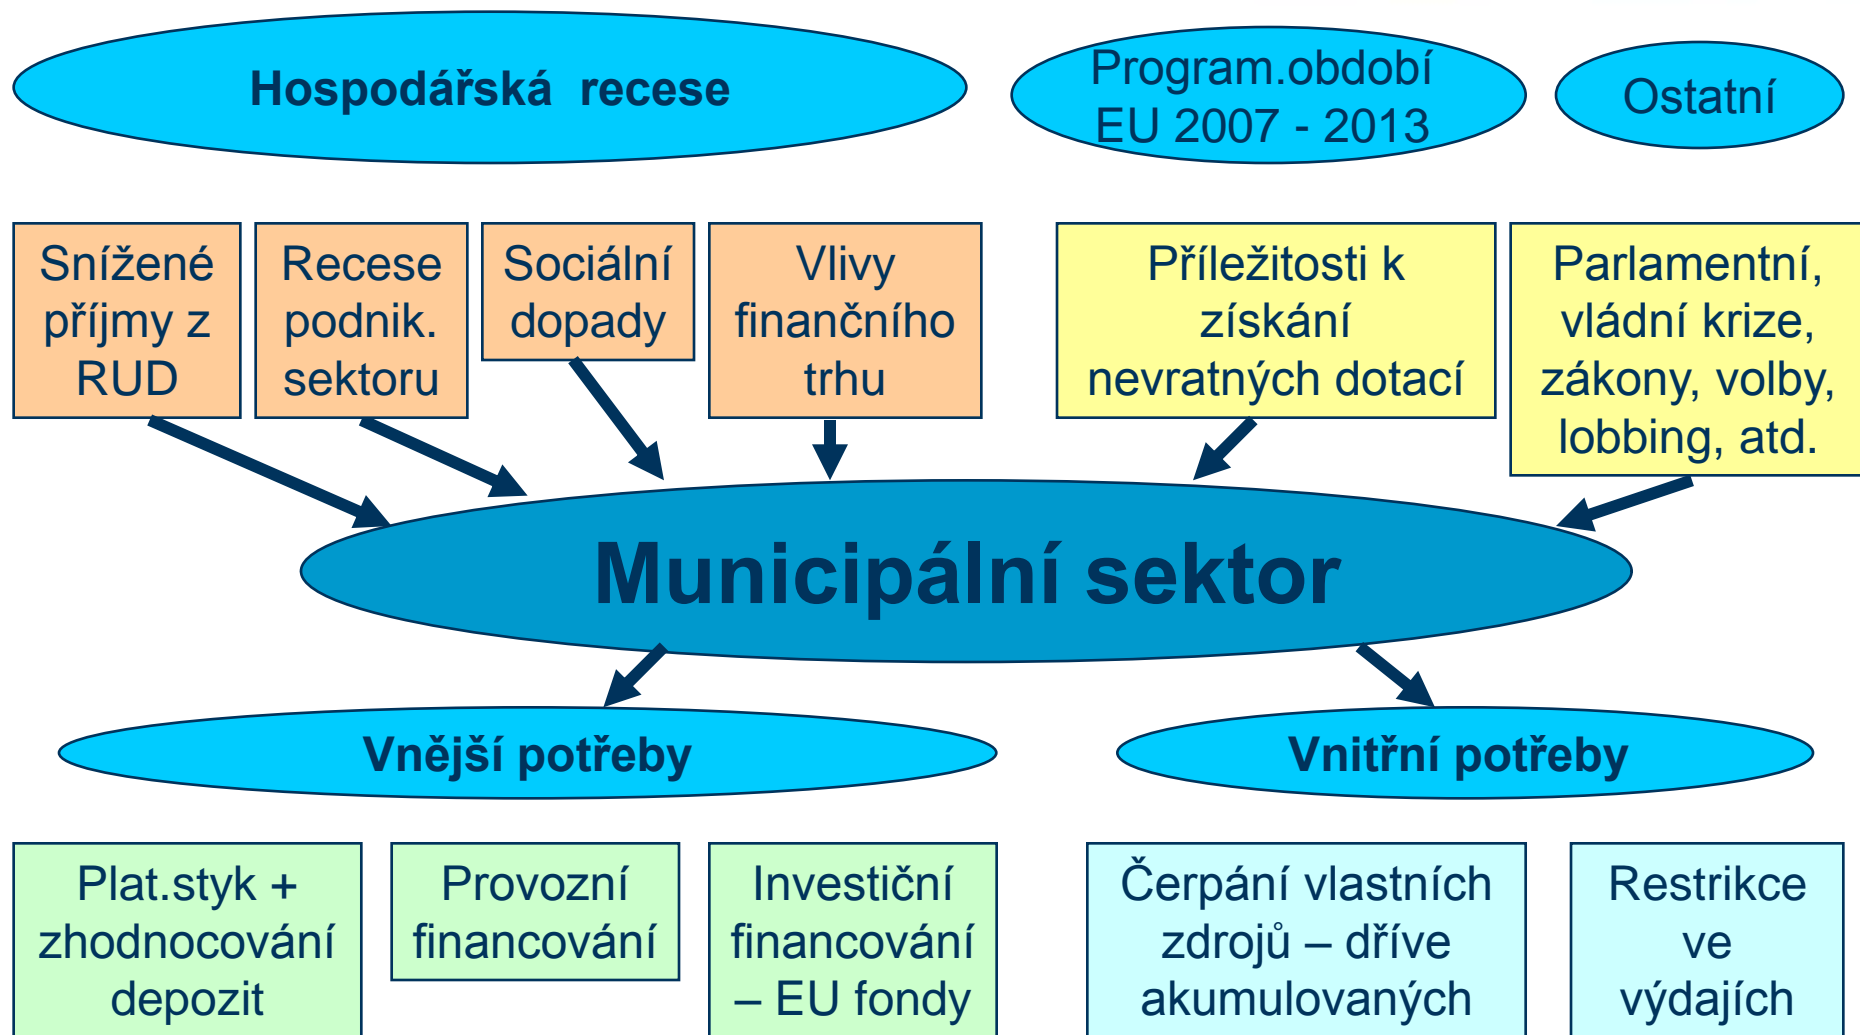 Hospodářská  recese
Program.období
EU 2007 - 2013
Ostatní
Snížené
příjmy z
RUD
Recese
podnik.
sektoru
Sociální
dopady
Vlivy
finančního
trhu
Příležitosti k
získání
nevratných dotací
Parlamentní,
vládní krize,
zákony, volby,
lobbing, atd.
Municipální sektor
Vnější potřeby
Vnitřní potřeby
Plat.styk +
zhodnocování
depozit
Provozní
financování
Investiční
financování
– EU fondy
Čerpání vlastních
zdrojů – dříve
akumulovaných
Restrikce
ve
výdajích